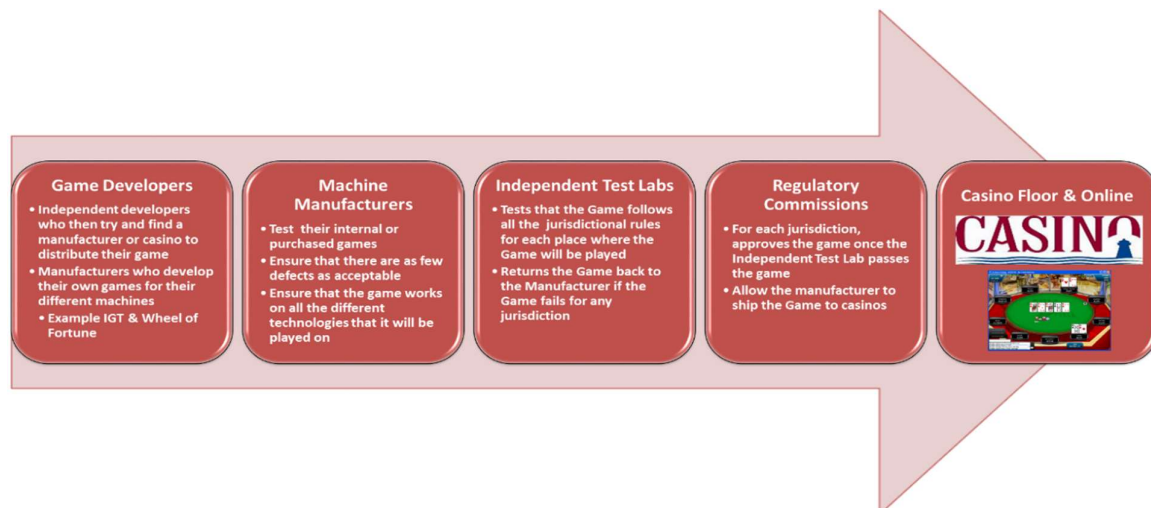 Game Developers
• Independent developers
who then try and find a
manufacturer or casino to
distribute their game
• Manufacturers who develop
their own games for their
different machines
• Example IGT & Wheel of
Fortune
Machine
Manufacturers
• Test their internal or
purchased games
• Ensure that there are as few
defects as acceptable
• Ensure that the game works
on all the different
technologies that it will be
played on
Independent Test Labs
• Tests that the Game follows
all the jurisdictional rules
for each place where the
Game will be played
• Returns the Game back to
the Manufacturer if the
Game fails for any
jurisdiction
Regulatory
Commissions
• For each jurisdiction,
approves the game once the
Independent Test Lab passes
the game
• Allow the manufacturer to
ship the Game to casinos
Casino Floor & Online
CASINO